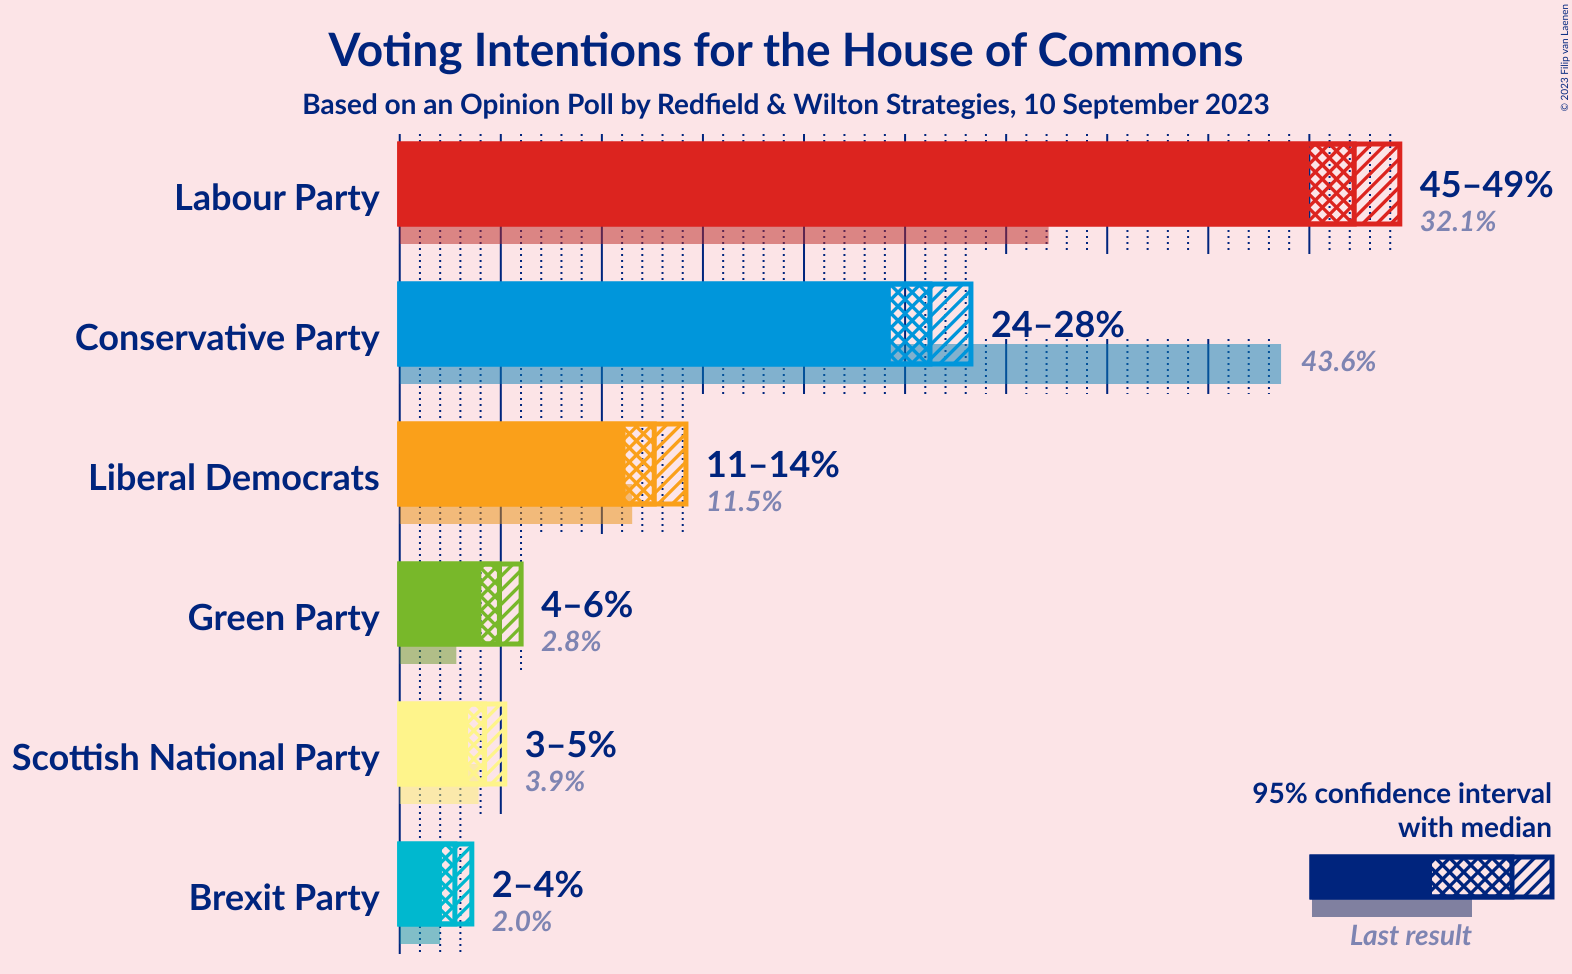 Voting Intentions for the House of Commons
Based on an Opinion Poll by Redfield & Wilton Strategies, 10 September 2023
© 2023 Filip van Laenen
Labour Party
45–49%
32.1%
Conservative Party
24–28%
43.6%
Liberal Democrats
11–14%
11.5%
Green Party
4–6%
2.8%
Scottish National Party
3–5%
3.9%
Brexit Party
2–4%
2.0%
95% confidence interval
with median
Last result